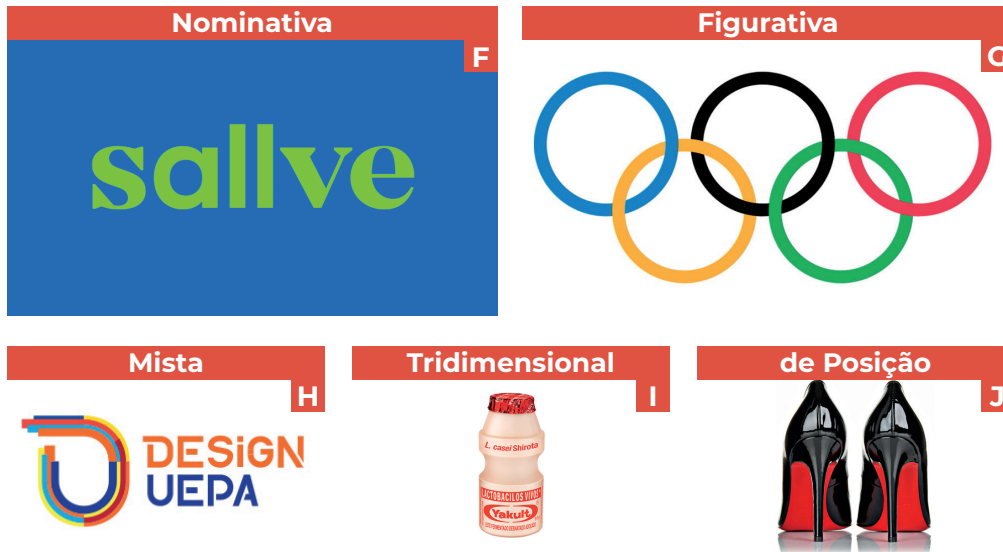 Nominativa
F
sallve
Figurativa
G
Mista
H
DESiGN
UEPA
Tridimensional
I
L. casei Shirota
LACTOBACILOS VIVOS
Yakult
de Posição
J